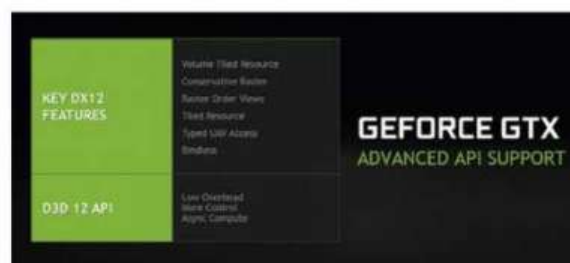 KEY DX12
FEATURES
Volume Tiled Resource
Conservative Raster
Raster Order Views
Tiled Resource
Typed UAV Access
Bindless
D3D 12 API
Low Overhead
More Control
Async Compute
GEFORCE GTX
ADVANCED API SUPPORT